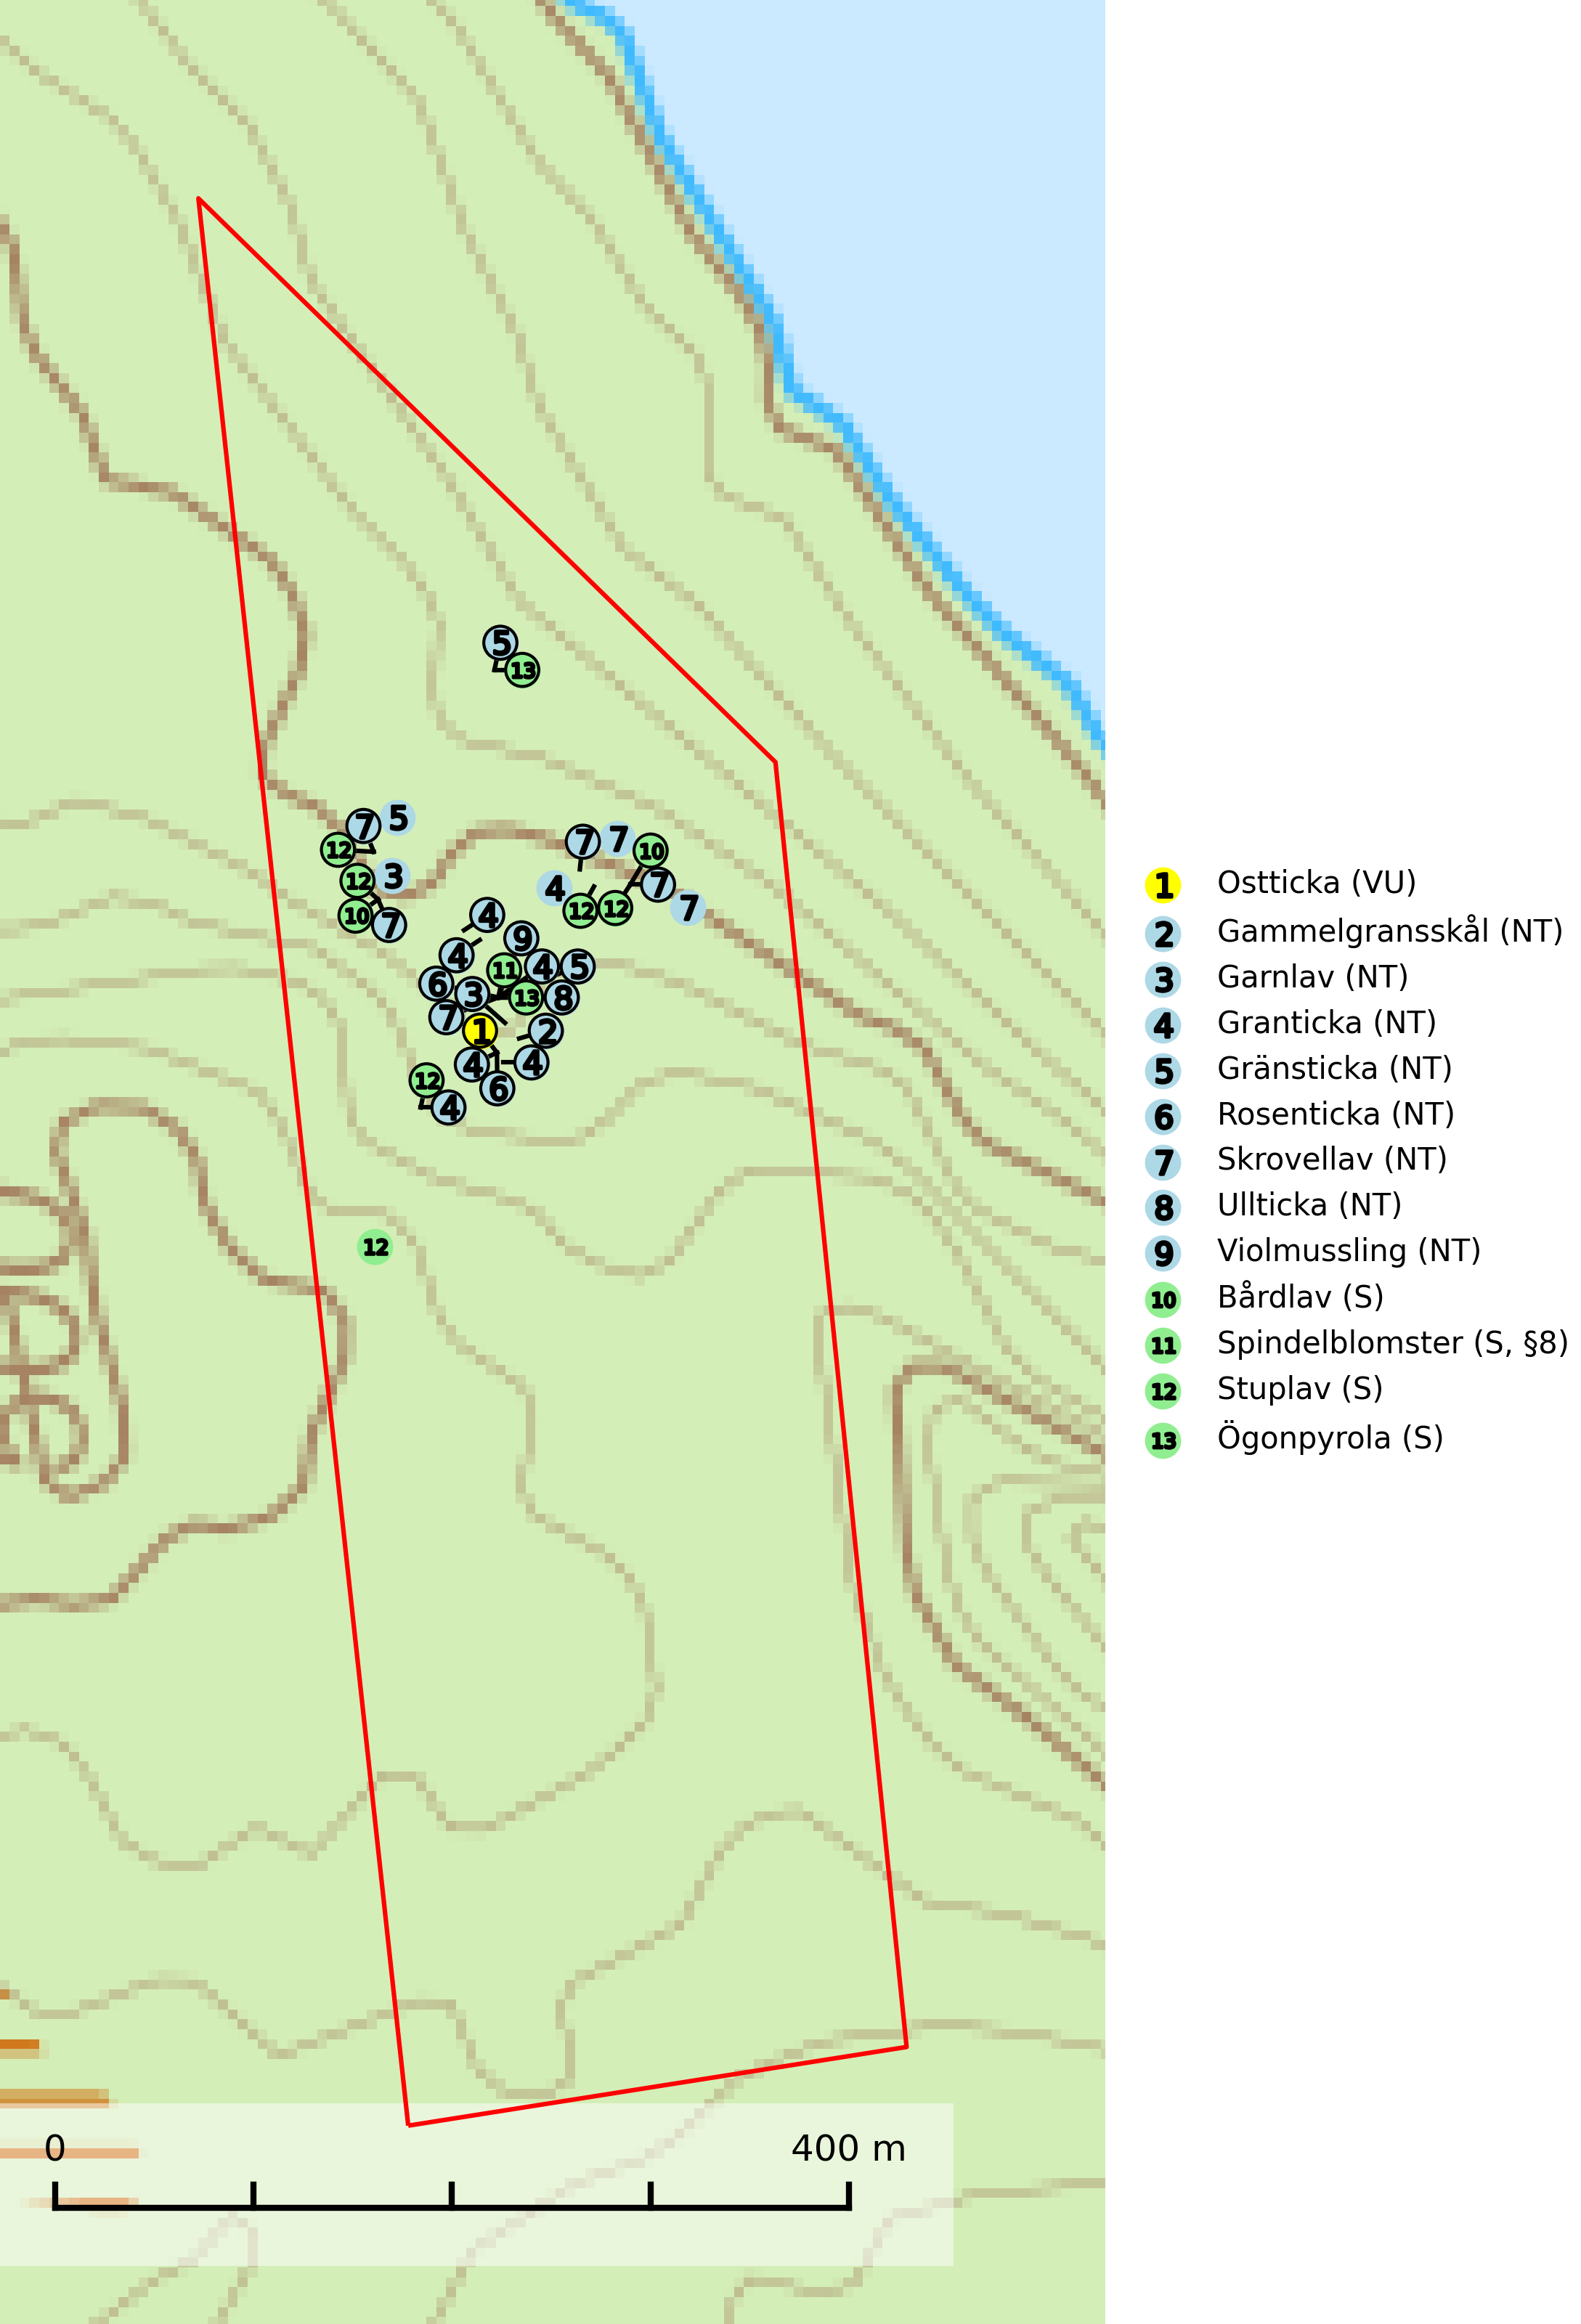 5
13
7 5
12
12 3
10 7
7 7 10
4 12 12 7 7
4
9
4
11 4 5
6 3 13 8
7 1 2
4 4
12 6
4
12
1 Ostticka (VU)
2 Gammelgransskål (NT)
3 Garnlav (NT)
4 Granticka (NT)
5 Gränsticka (NT)
6 Rosenticka (NT)
7 Skrovellav (NT)
8 Ullticka (NT)
9 Violmussling (NT)
10 Bårdlav (S)
11 Spindelblomster (S, §8)
12 Stuplav (S)
13 Ögonpyrola (S)
0 400 m